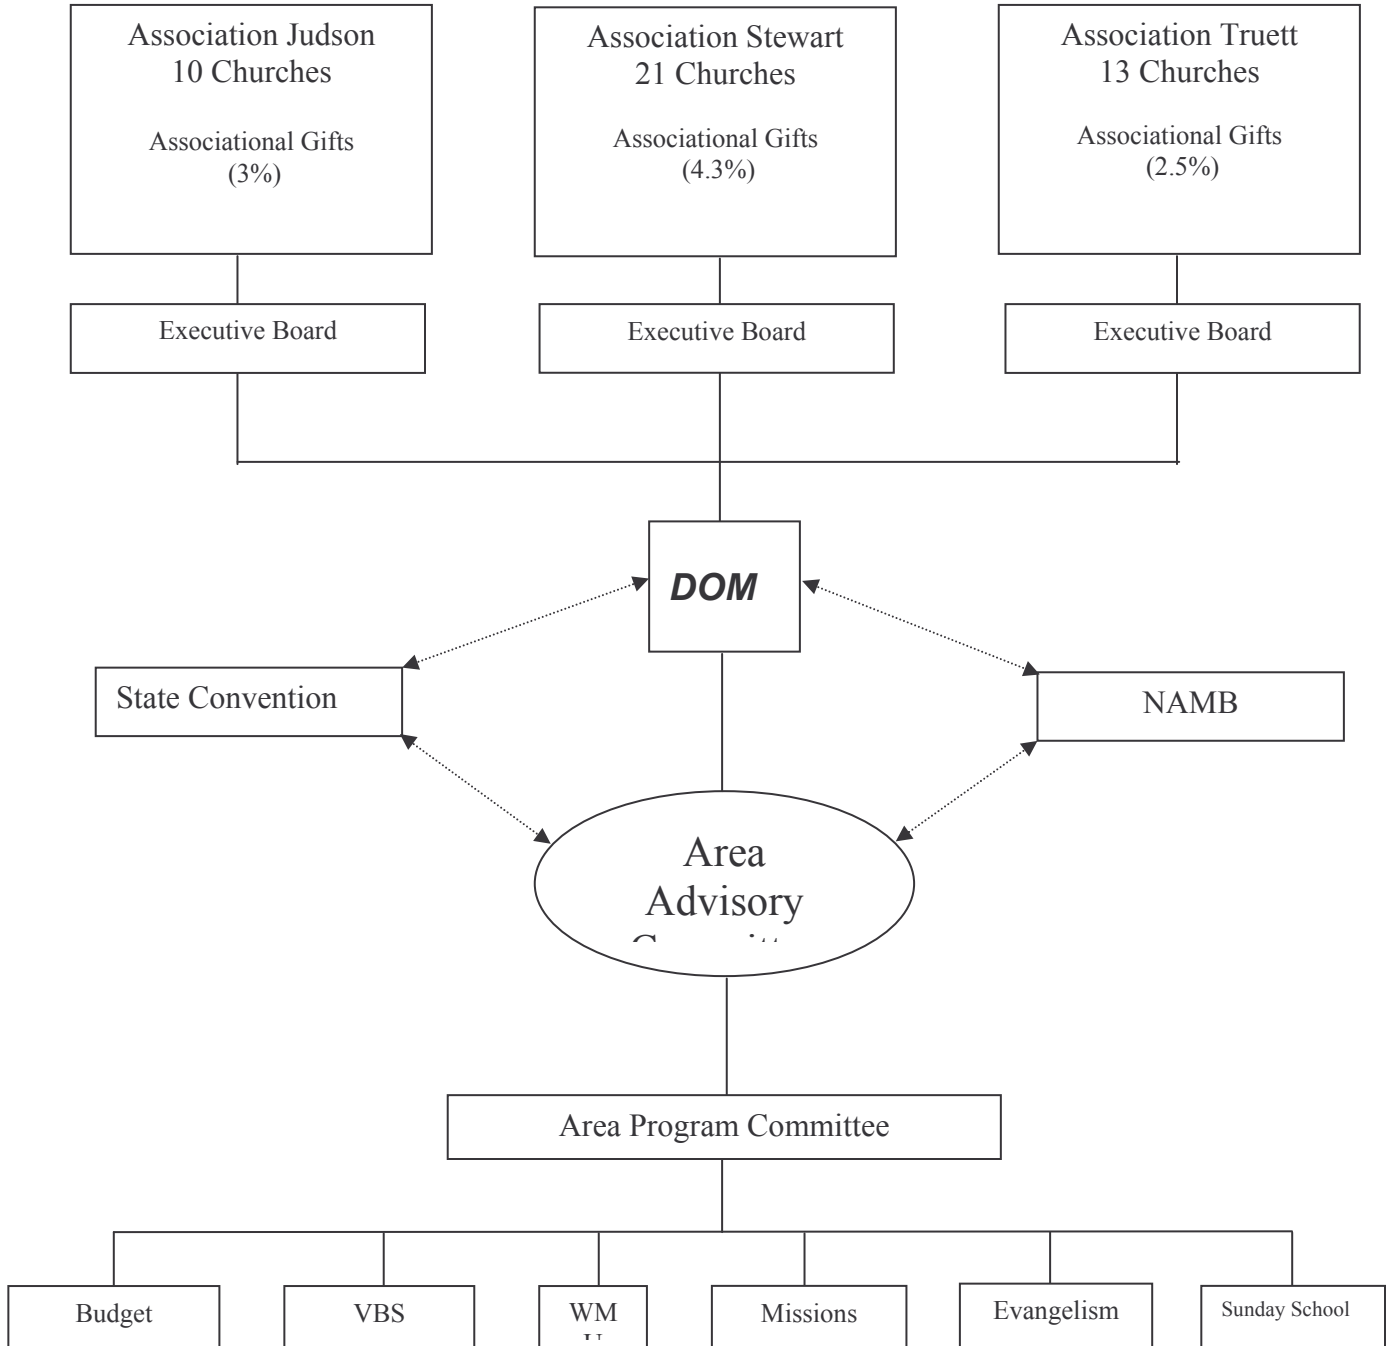 Association Judson
10 Churches
Associational Gifts
(3%)
Association Stewart
21 Churches
Associational Gifts
(4.3%)
Association Truett
13 Churches
Associational Gifts
(2.5%)
Executive Board
Executive Board
Executive Board
DOM
State Convention
NAMB
Area
Advisory
Area Program Committee
Budget
VBS
WM
U
Missions
Evangelism
Sunday School